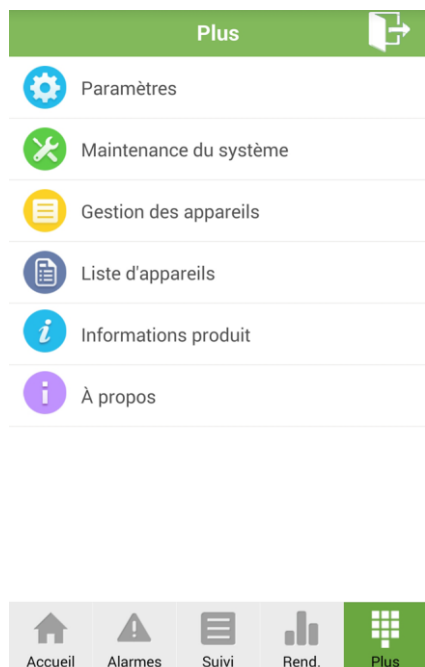 Plus
Paramètres
Maintenance du système
Gestion des appareils
Liste d'appareils
Informations produit
À propos
Accueil Alarmes Suivi Rend. Plus